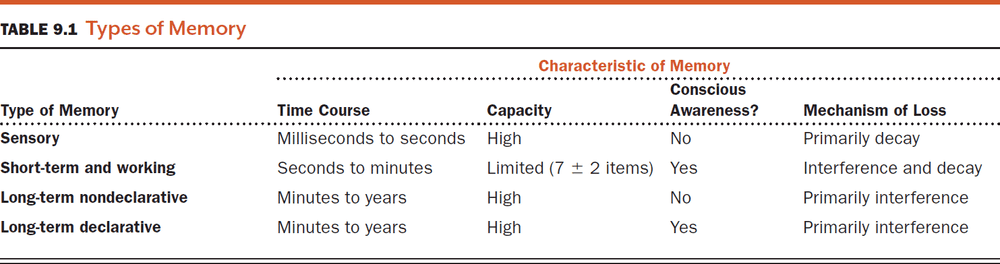 TABLE 9.1 Types of Memory
Characteristic of Memory
Type of Memory Time Course Capacity Conscious Awareness? Mechanism of Loss
Sensory Milliseconds to seconds High No Primarily decay
Short-term and working Seconds to minutes Limited (7 ± 2 items) Yes Interference and decay
Long-term nondeclarative Minutes to years High No Primarily interference
Long-term declarative Minutes to years High Yes Primarily interference